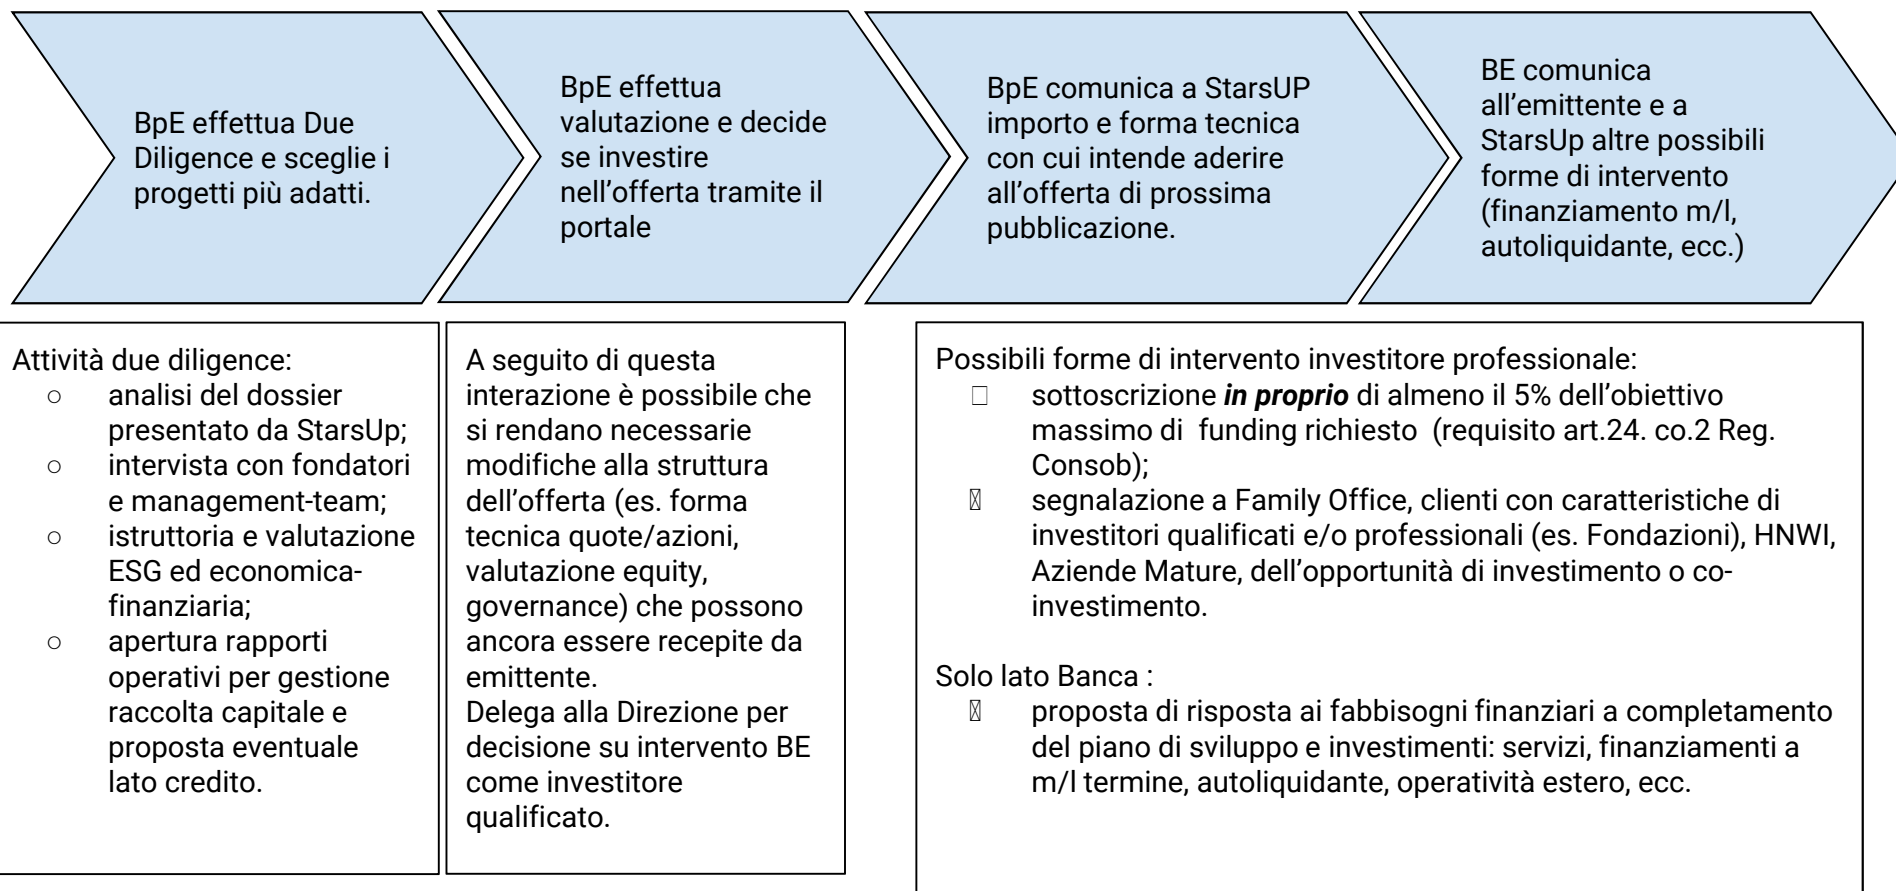 BpE effettua Due
Diligence e sceglie i
progetti più adatti.
BpE effettua
valutazione e decide
se investire
nell'offerta tramite il
portale
BpE comunica a StarsUP
importo e forma tecnica
con cui intende aderire
all'offerta di prossima
pubblicazione.
BE comunica
all'emittente e a
StarsUp altre possibili
forme di intervento
(finanziamento m/l,
autoliquidante, ecc.)
Attività due diligence:
○ analisi del dossier
presentato da StarsUp;
○ intervista con fondatori
e management-team;
○ istruttoria e valutazione
ESG ed economica-
finanziaria;
○ apertura rapporti
operativi per gestione
raccolta capitale e
proposta eventuale
lato credito.
A seguito di questa
interazione è possibile che
si rendano necessarie
modifiche alla struttura
dell'offerta (es. forma
tecnica quote/azioni,
valutazione equity,
governance) che possono
ancora essere recepite da
emittente.
Delega alla Direzione per
decisione su intervento BE
come investitore
qualificato.
Possibili forme di intervento investitore professionale:
sottoscrizione in proprio di almeno il 5% dell'obiettivo
massimo di  funding richiesto  (requisito art.24. co.2 Reg.
Consob);
segnalazione a Family Office, clienti con caratteristiche di
investitori qualificati e/o professionali (es. Fondazioni), HNWI,
Aziende Mature, dell'opportunità di investimento o co-
investimento.
Solo lato Banca :
proposta di risposta ai fabbisogni finanziari a completamento
del piano di sviluppo e investimenti: servizi, finanziamenti a
m/l termine, autoliquidante, operatività estero, ecc.